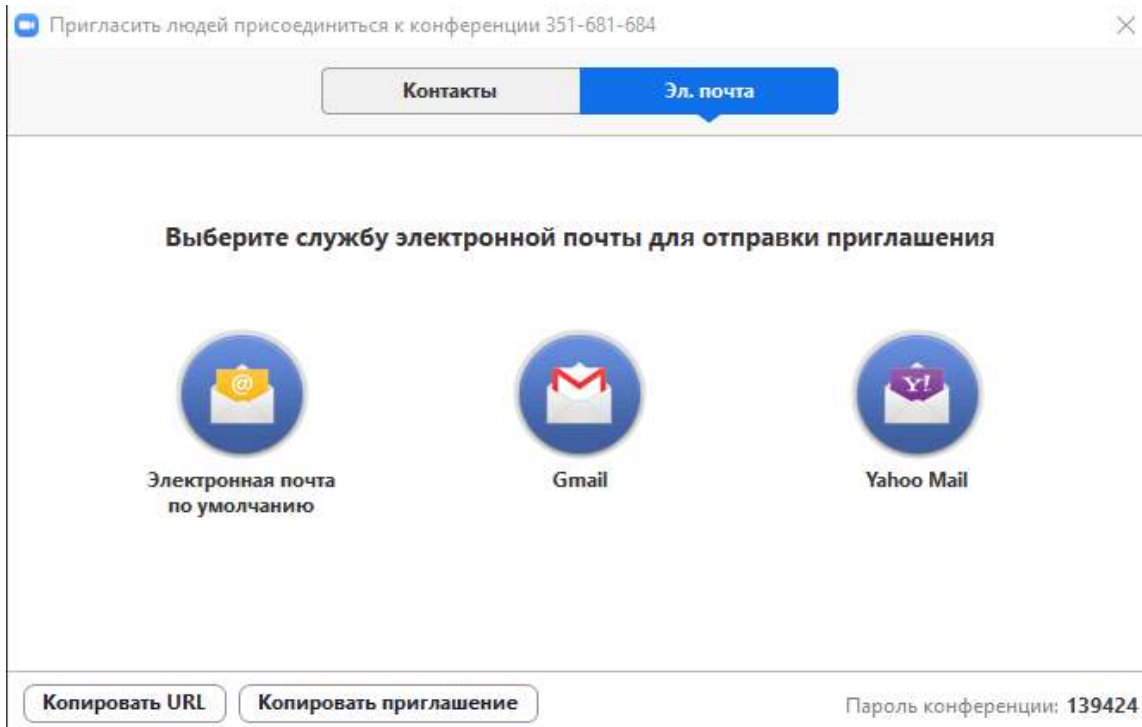 Пригласить людей присоединиться к конференции 351-681-684
Контакты
Эл. почта
Выберите службу электронной почты для отправки приглашения
@
Y!
Электронная почта
по умолчанию
Gmail
Yahoo Mail
Копировать URL
Копировать приглашение
Пароль конференции: 139424